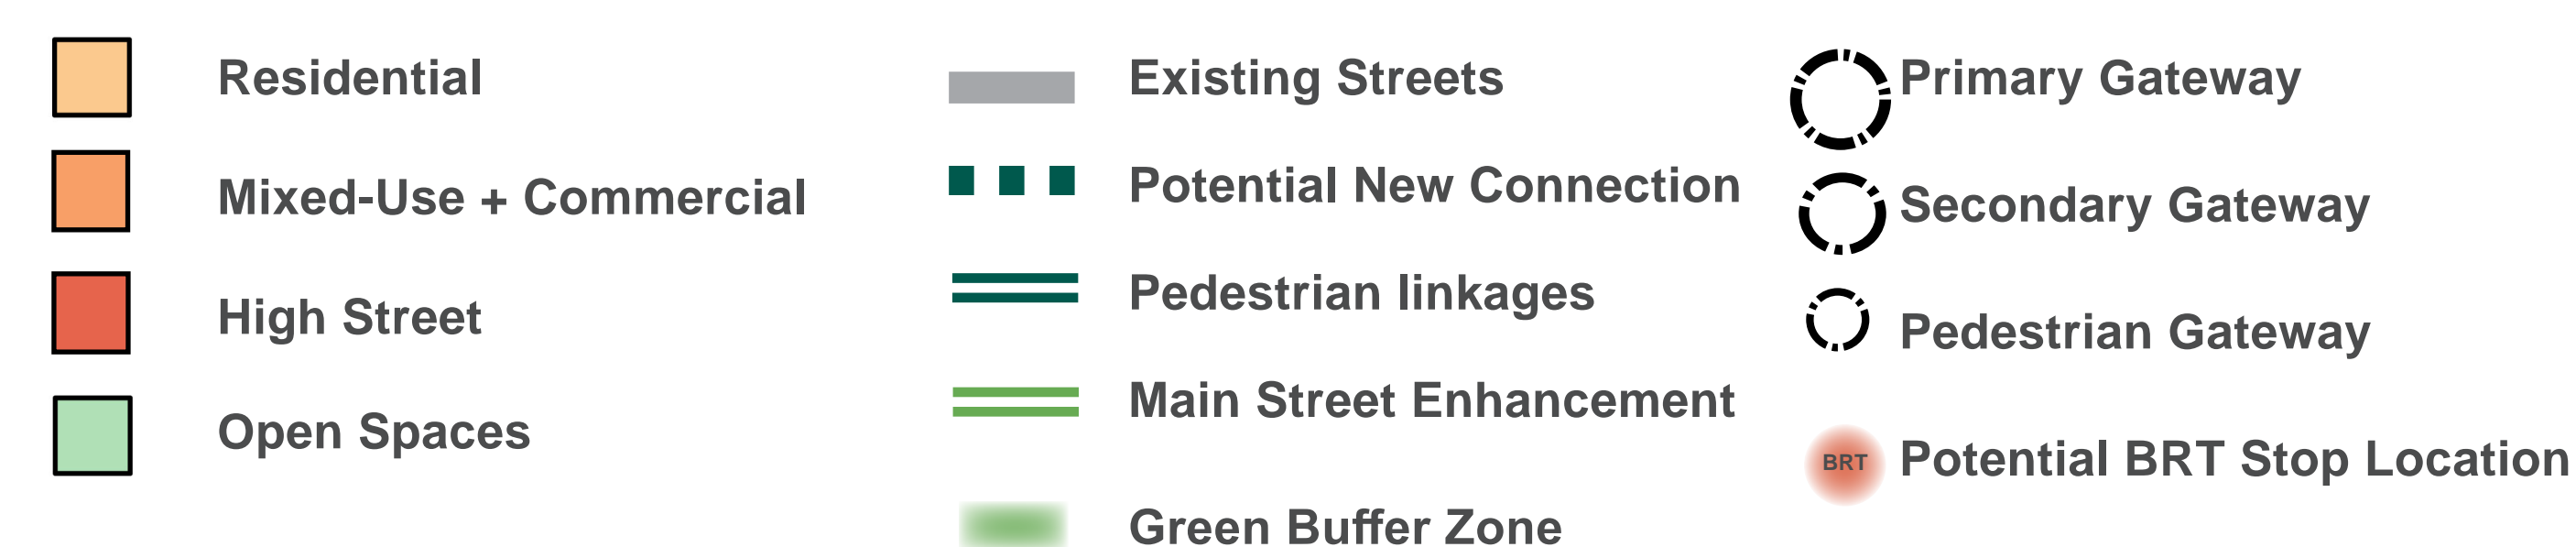 Residential
Mixed-Use + Commercial
High Street
Open Spaces
Existing Streets
Potential New Connection
Pedestrian linkages
Main Street Enhancement
Green Buffer Zone
Primary Gateway
Secondary Gateway
Pedestrian Gateway
BRT
Potential BRT Stop Location